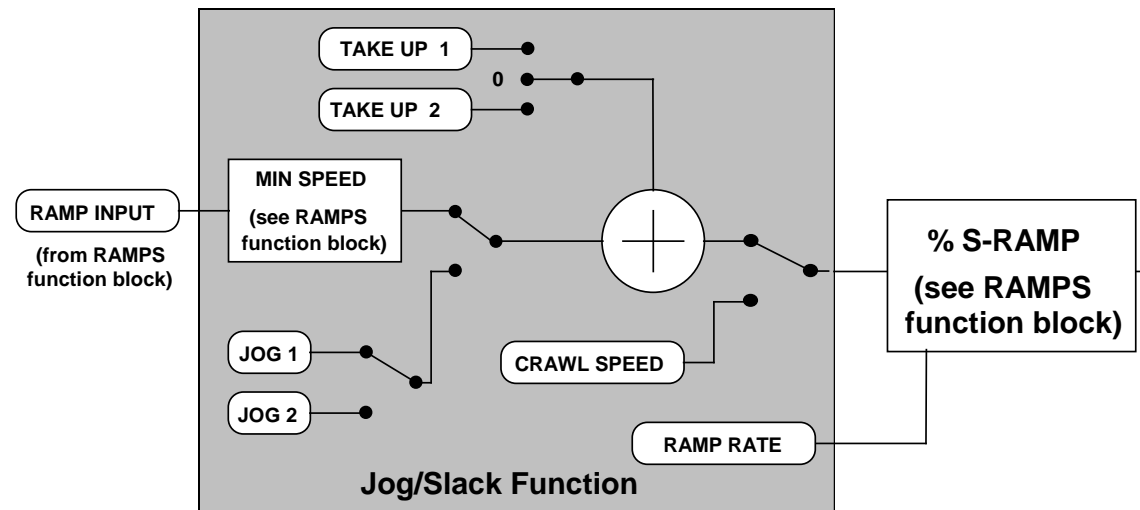 TAKE UP 1
0
TAKE UP 2
MIN SPEED
(see RAMPS
function block)
RAMP INPUT
(from RAMPS
function block)
% S-RAMP
(see RAMPS
function block)
JOG 1
CRAWL SPEED
JOG 2
RAMP RATE
Jog/Slack Function